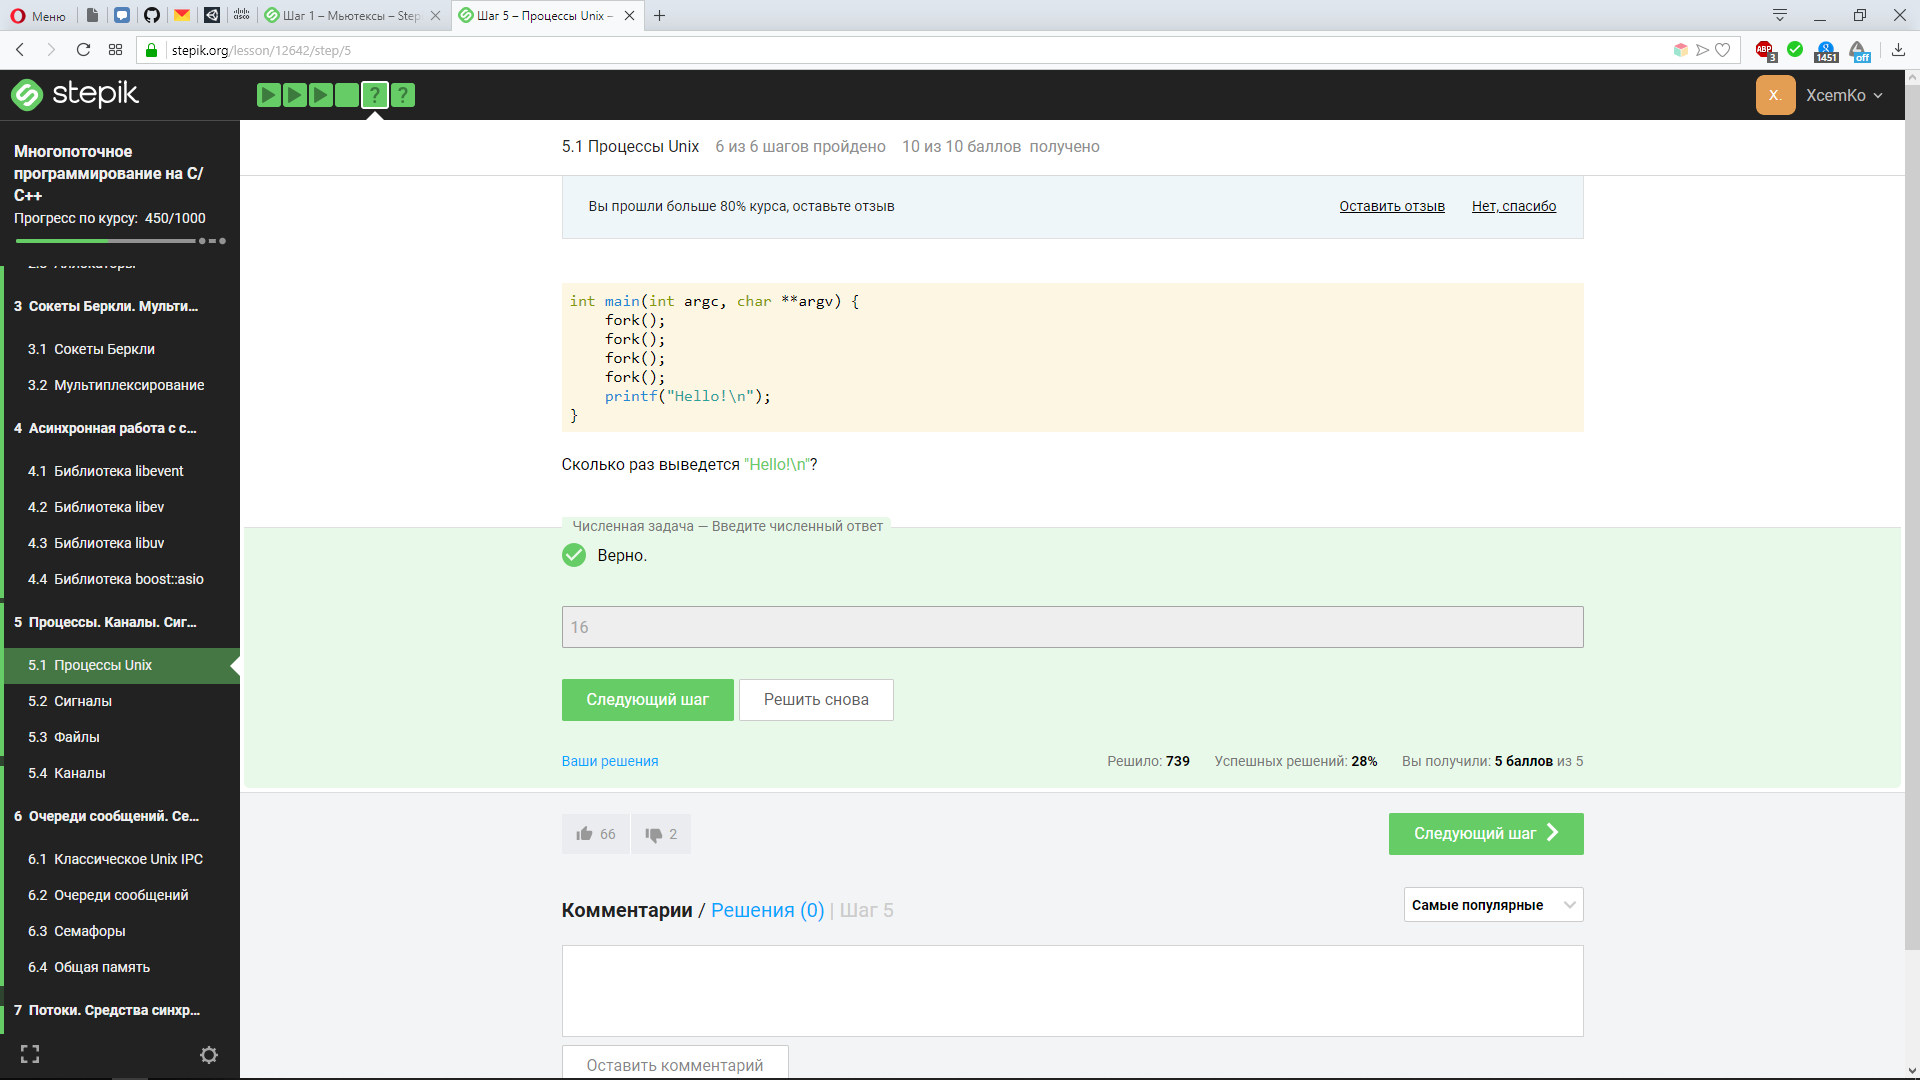 Меню
Шаг 1 – Мьютексы – Step
Шаг 5 – Процессы Unix –
stepik.org/lesson/12642/step/5
ABP
3
1451
off
stepik
?
?
X.
XcemKo
Многопоточное
программирование на C/
C++
Прогресс по курсу: 450/1000
3 Сокеты Беркли. Мульти...
3.1 Сокеты Беркли
3.2 Мультиплексирование
4 Асинхронная работа с с...
4.1 Библиотека libevent
4.2 Библиотека libev
4.3 Библиотека libuv
4.4 Библиотека boost::asio
5 Процессы. Каналы. Сиг...
5.1 Процессы Unix
5.2 Сигналы
5.3 Файлы
5.4 Каналы
6 Очереди сообщений. Се...
6.1 Классическое Unix IPC
6.2 Очереди сообщений
6.3 Семафоры
6.4 Общая память
7 Потоки. Средства синхр...
5.1 Процессы Unix 6 из 6 шагов пройдено 10 из 10 баллов получено
Вы прошли больше 80% курса, оставьте отзыв
Оставить отзыв
Нет, спасибо
int main(int argc, char **argv) {
fork();
fork();
fork();
fork();
printf("Hello!\n");
}
Сколько раз выведется "Hello!\n"?
Численная задача — Введите численный ответ
Верно.
16
Следующий шаг
Решить снова
Ваши решения
Решило: 739
Успешных решений: 28%
Вы получили: 5 баллов из 5
66
2
Следующий шаг
Комментарии / Решения (0) | Шаг 5
Самые популярные
Оставить комментарий